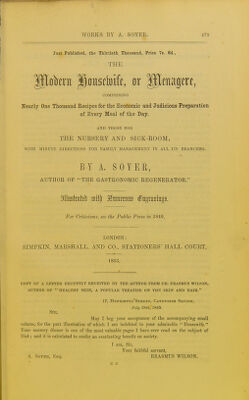 WORKS BY A. SOYER.
Just Published, the Thirtieth Thousand, Price 7s. 6d.,
THE
Modern Housewife, or Menagere,
COMPRISING
Nearly One Thousand Recipes for the Economic and Judicious Preparation
of Every Meal of the Day.
AND THOSE FOR
THE NURSERY AND SICK-ROOM,
WITH MINUTE DIRECTIONS FOR FAMILY MANAGEMENT IN ALL ITS BRANCHES.
BY A. SOYER,
AUTHOR OF "THE GASTRONOMIC REGENERATOR."
Illustrated with Numerous Engravings.
For Criticisms, see the Public Press in 1849.
LONDON:
SIMPKIN, MARSHALL, AND CO., STATIONERS' HALL COURT.
1853.
COPY OF A LETTER RECENTLY RECEIVED BY THE AUTHOR FROM DR. ERASMUS WILSON,
AUTHOR OF "HEALTHY SKIN, A POPULAR TREATISE ON THE SKIN AND HAIR."
17, Street, Cavendish Square,
Sir,
May I beg your acceptance of the accompanying small
volume, for the part illustration of which I am indebted to your admirable "Housewife."
Your nursery dinner is one of the most valuable pages I have ever read on the subject of
Diet; and it is calculated to confer an everlasting benefit on society.
I am, Sir,
Your faithful servant,
A. Soyer, Esq. ERASMUS WILSON.